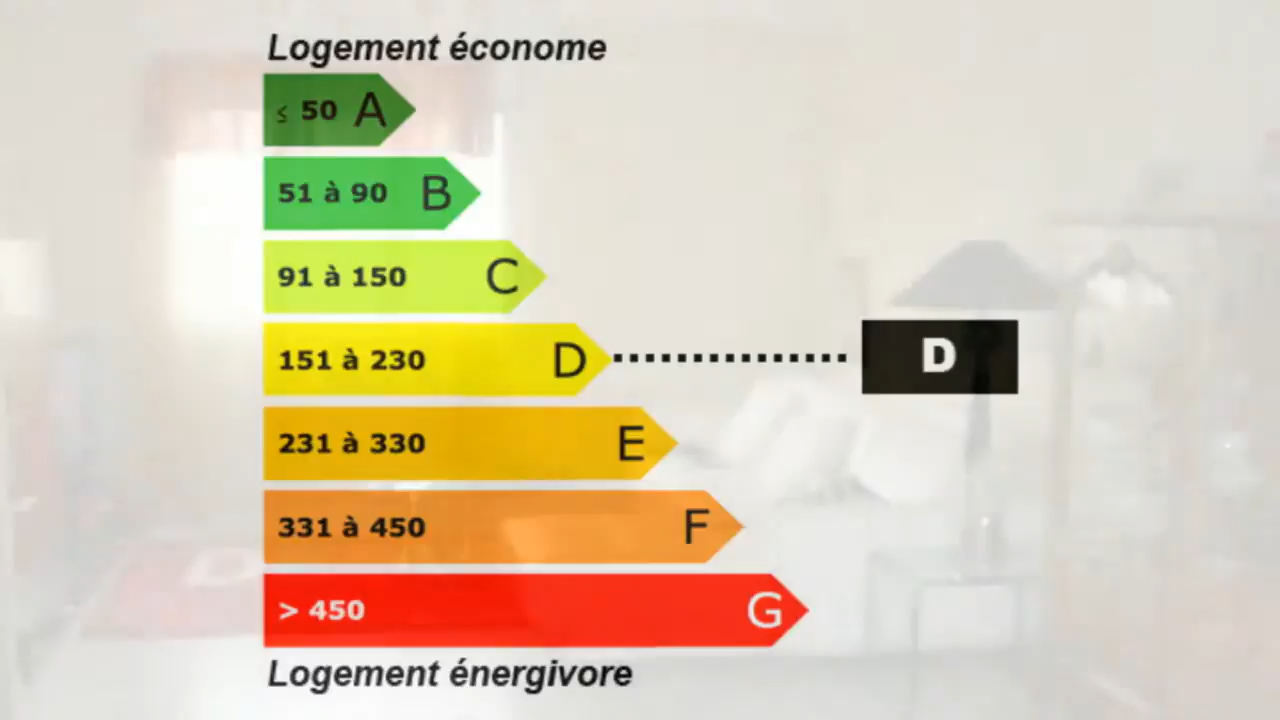 Logement économe
≤ 50 A
51 à 90 B
91 à 150 C
151 à 230 D
D
231 à 330 E
331 à 450 F
> 450 G
Logement énergivore